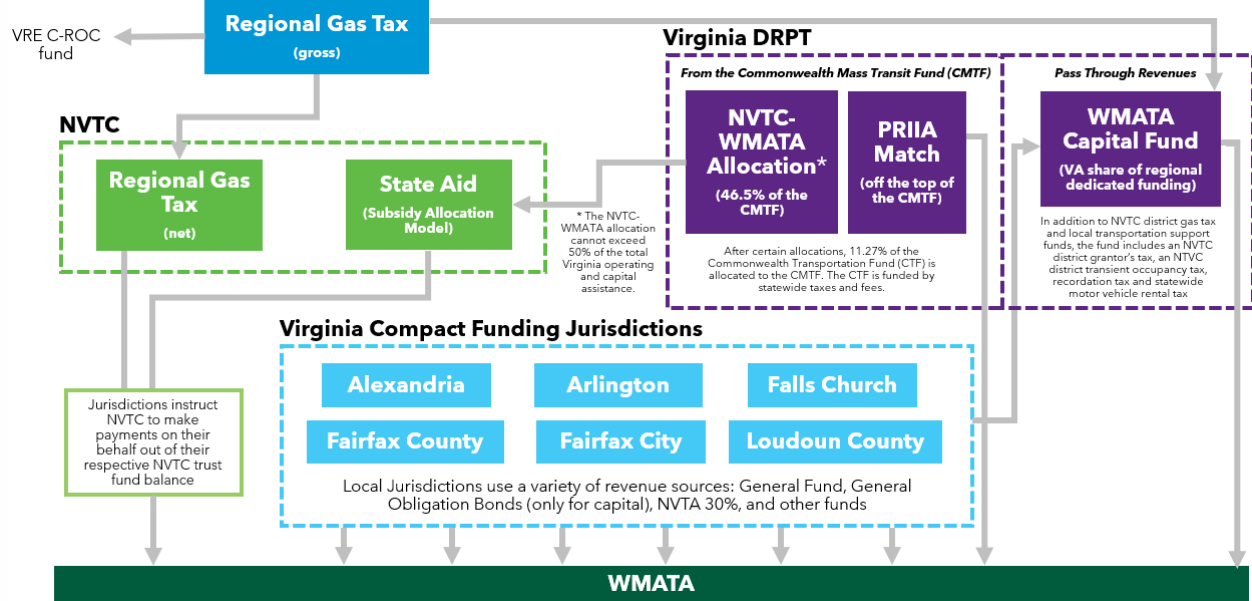 Regional Gas Tax
(gross)
VRE C-ROC
fund
Virginia DRPT
From the Commonwealth Mass Transit Fund (CMTF)
NVTC-
WMATA
Allocation*
(46.5% of the
CMTF)
PRIIA
Match
(off the top of
the CMTF)
After certain allocations, 11.27% of the
Commonwealth Transportation Fund (CTF) is
allocated to the CMTF. The CTF is funded by
statewide taxes and fees.
Pass Through Revenues
WMATA
Capital Fund
(VA share of regional
dedicated funding)
In addition to NVTC district gas tax
and local transportation support
funds, the fund includes an NVTC
district grantor's tax, an NTVC
district transient occupancy tax,
recordation tax and statewide
motor vehicle rental tax
NVTC
Regional Gas
Tax
(net)
State Aid
(Subsidy Allocation
Model)
* The NVTC-
WMATA allocation
cannot exceed
50% of the total
Virginia operating
and capital
assistance.
Virginia Compact Funding Jurisdictions
Alexandria
Arlington
Falls Church
Fairfax County
Fairfax City
Loudoun County
Local Jurisdictions use a variety of revenue sources: General Fund, General
Obligation Bonds (only for capital), NVTA 30%, and other funds
Jurisdictions instruct
NVTC to make
payments on their
behalf out of their
respective NVTC trust
fund balance
WMATA